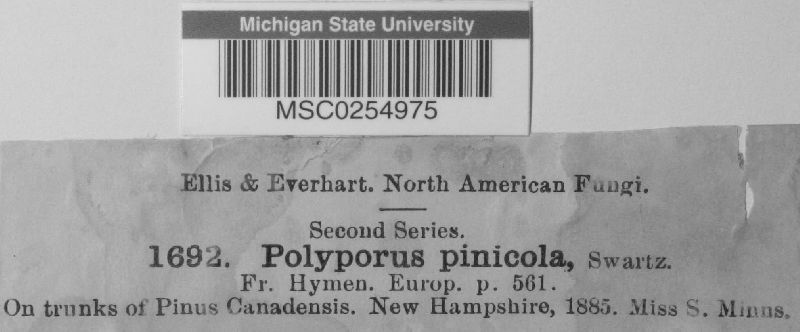 Michigan State University
MSC0254975
Ellis & Everhart. North American Fungi.
Second Series.
1692. Polyporus pinicola, Swartz.
Fr. Hymen. Europ. p. 561.
On trunks of Pinus Canadensis. New Hampshire, 1885. Miss S. Minns.